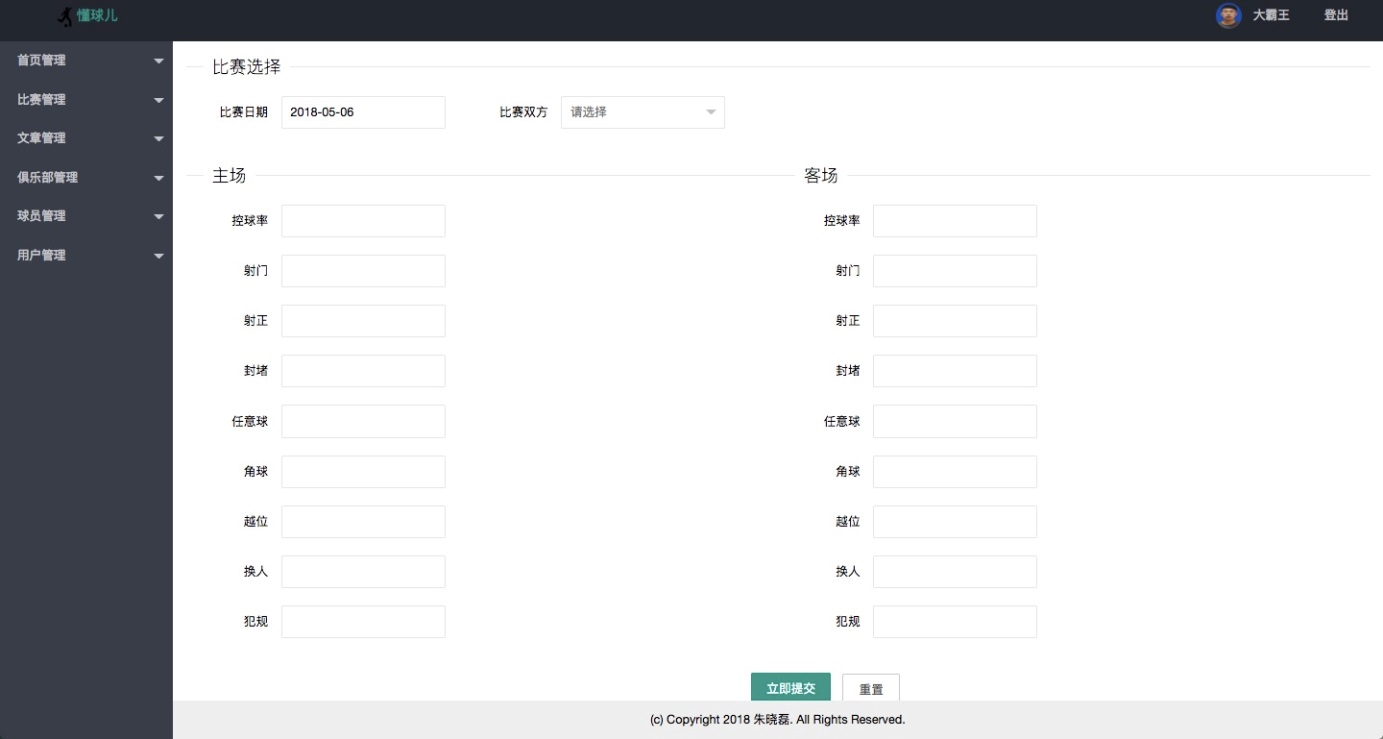 懂球儿
大霸王 登出
首页管理
比赛管理
文章管理
俱乐部管理
球员管理
用户管理
比赛选择
比赛日期 2018-05-06 比赛双方 请选择
主场 客场
控球率 控球率
射门 射门
射正 射正
封堵 封堵
任意球 任意球
角球 角球
越位 越位
换人 换人
犯规 犯规
立即提交 重置
(c) Copyright 2018 朱晓磊. All Rights Reserved.